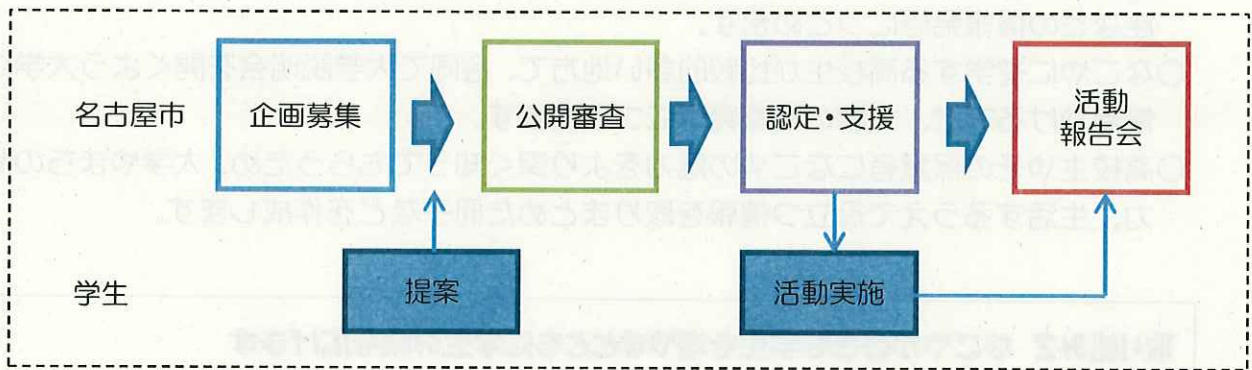 名古屋市
企画募集
公開審査
認定・支援
活動
報告会
学生
提案
活動実施